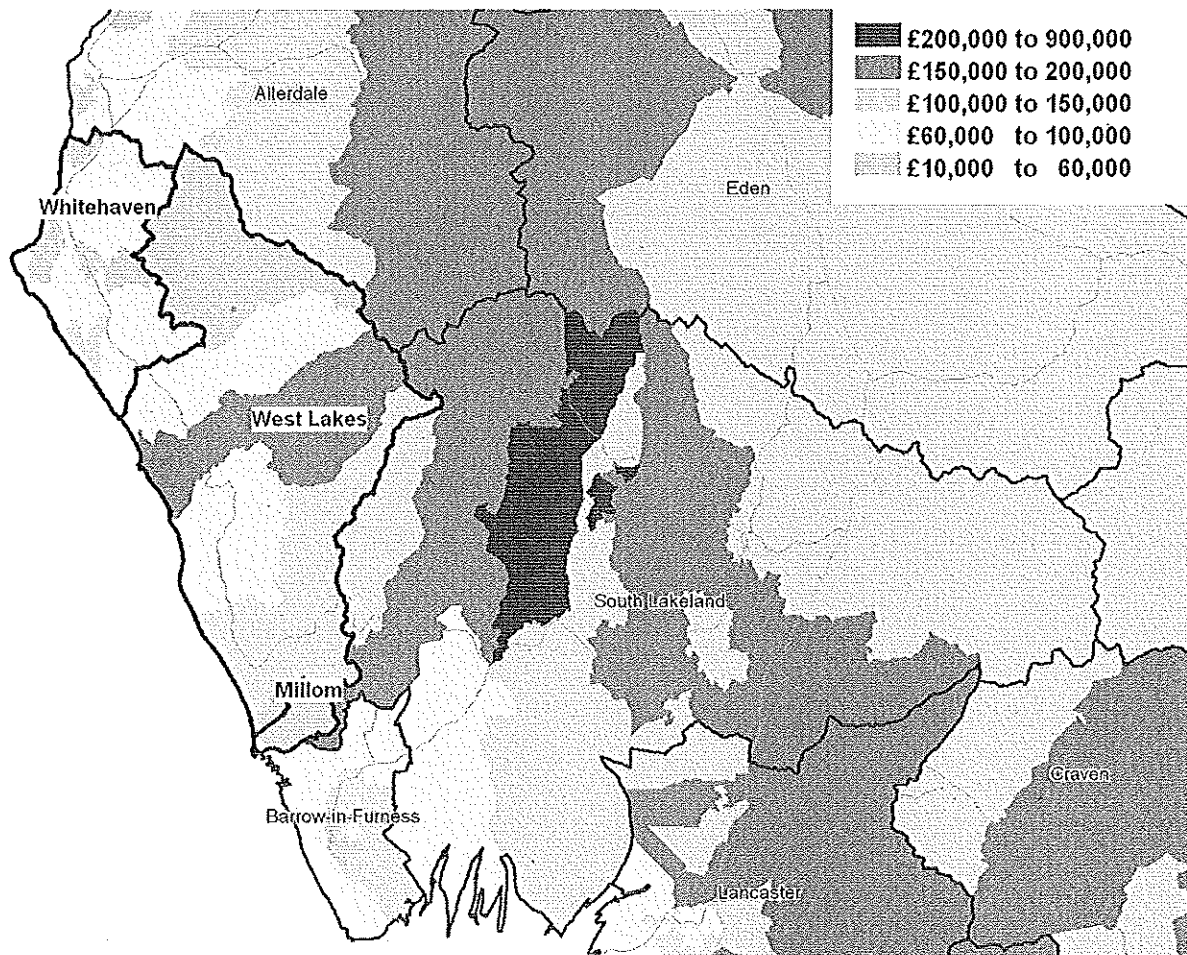 £200,000 to 900,000
£150,000 to 200,000
£100,000 to 150,000
£60,000 to 100,000
£10,000 to 60,000
Allerdale
Eden
Whitehaven
West Lakes
South Lakeland
Millom
Craven
Barrow-in-Furness
Lancaster